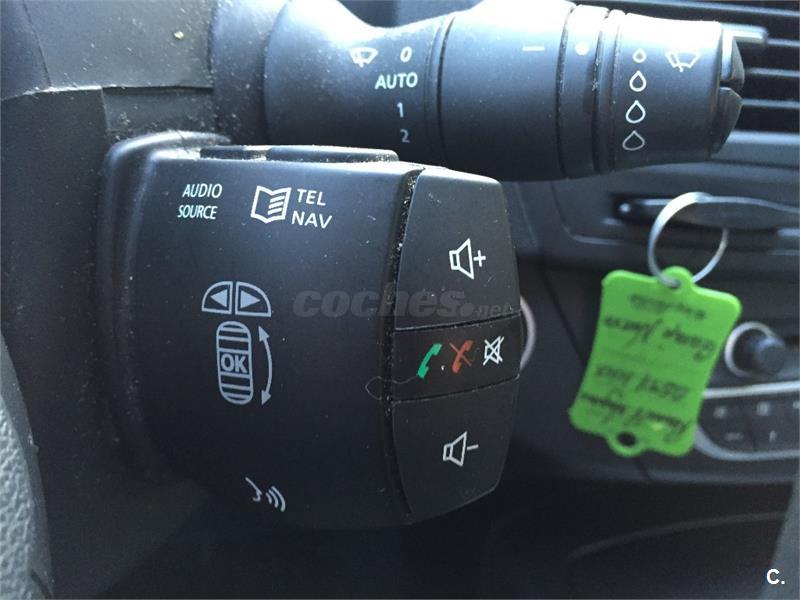 0
AUTO
1
2
AUDIO
SOURCE
TEL
NAV
OK
coches.net
C.